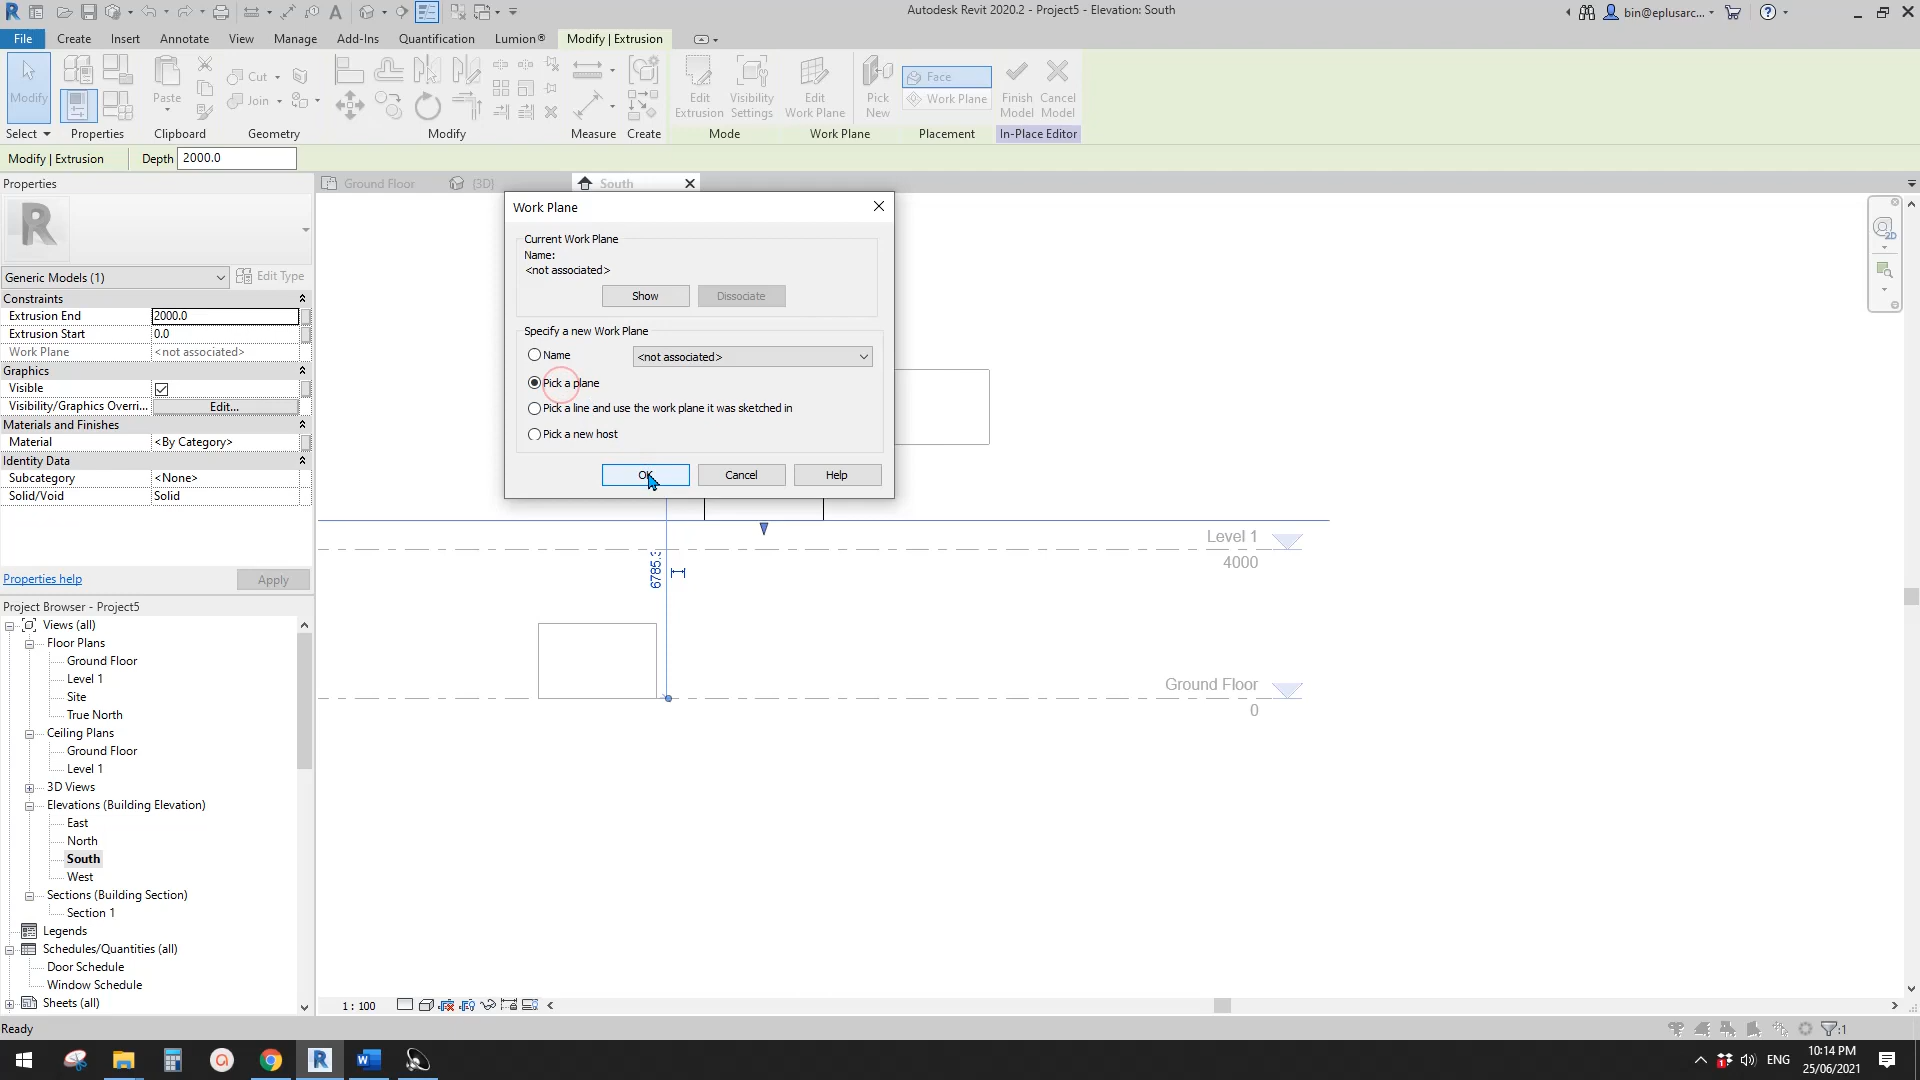 Autodesk Revit 2020.2 - Project5 - Elevation: South
bin@eplusarc...
File Create Insert Annotate View Manage Add-Ins Quantification Lumion® Modify | Extrusion
Modify
Paste
Cut
Join
Edit Extrusion
Visibility Settings
Edit Work Plane
Pick New
Face
Work Plane
Finish Model
Cancel Model
Select Properties Clipboard Geometry Modify Measure Create Mode Work Plane Placement In-Place Editor
Modify | Extrusion Depth 2000.0
Properties
Ground Floor {3D} South
R
Generic Models (1) Edit Type
Constraints
Extrusion End 2000.0
Extrusion Start 0.0
Work Plane <not associated>
Graphics
Visible
Visibility/Graphics Overri... Edit...
Materials and Finishes
Material <By Category>
Identity Data
Subcategory <None>
Solid/Void Solid
Properties help Apply
Project Browser - Project5
Views (all)
Floor Plans
Ground Floor
Level 1
Site
True North
Ceiling Plans
Ground Floor
Level 1
3D Views
Elevations (Building Elevation)
East
North
South
West
Sections (Building Section)
Section 1
Legends
Schedules/Quantities (all)
Door Schedule
Window Schedule
Sheets (all)
Work Plane
Current Work Plane
Name:
<not associated>
Show Dissociate
Specify a new Work Plane
Name <not associated>
Pick a plane
Pick a line and use the work plane it was sketched in
Pick a new host
OK Cancel Help
Level 1
4000
6785.3
Ground Floor
0
2D
1 : 100
Ready
:1
ENG
10:14 PM
25/06/2021